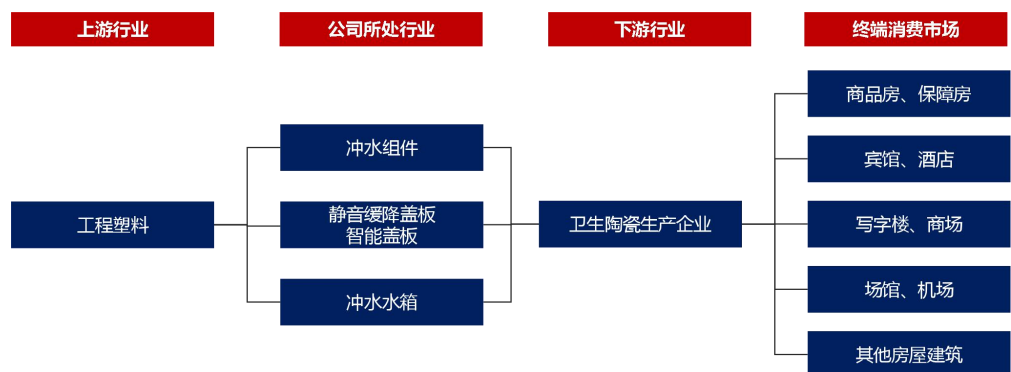 上游行业
公司所处行业
下游行业
终端消费市场
工程塑料
冲水组件
静音缓降盖板
智能盖板
冲水水箱
卫生陶瓷生产企业
商品房、保障房
宾馆、酒店
写字楼、商场
场馆、机场
其他房屋建筑